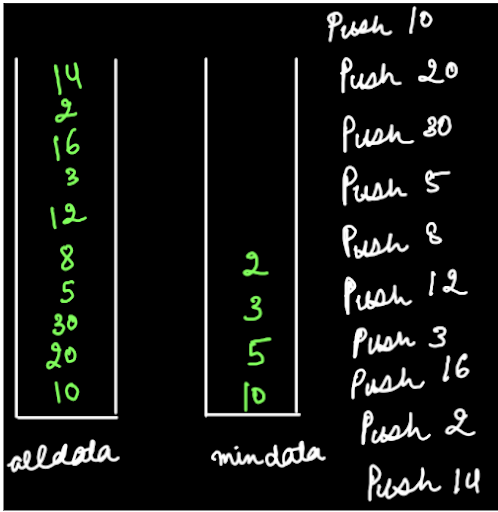 14
2
16
3
12
8
5
30
20
10
alldata
2
3
5
10
mindata
Push 10
Push 20
Push 30
Push 5
Push 8
Push 12
Push 3
Push 16
Push 2
Push 14